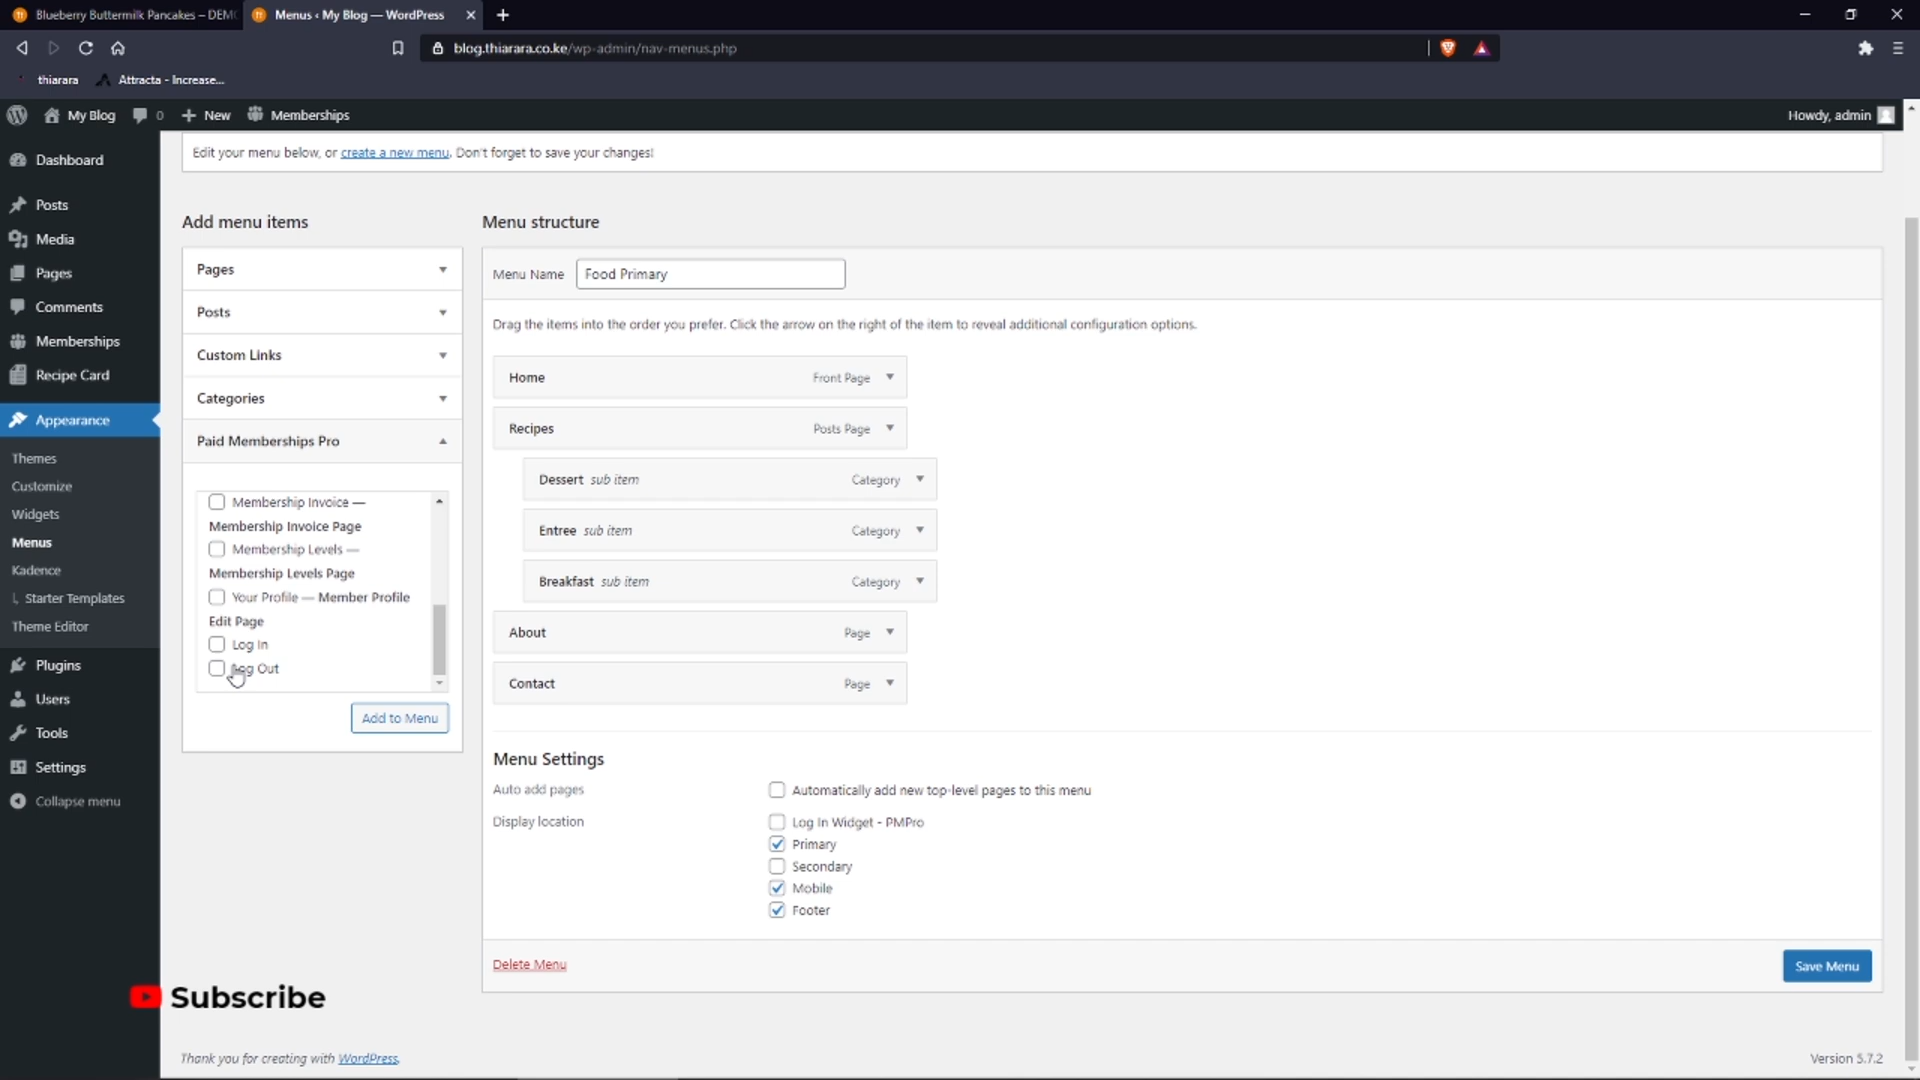 Blueberry Buttermilk Pancakes – DEM
Menus ‹ My Blog — WordPress
blog.thiarara.co.ke/wp-admin/nav-menus.php
thiarara
Attracta - Increase...
My Blog
0
New
Memberships
Howdy, admin
Dashboard
Posts
Media
Pages
Comments
Memberships
Recipe Card
Appearance
Themes
Customize
Widgets
Menus
Kadence
Starter Templates
Theme Editor
Plugins
Users
Tools
Settings
Collapse menu
Edit your menu below, or create a new menu. Don't forget to save your changes!
Add menu items
Pages
Posts
Custom Links
Categories
Paid Memberships Pro
Membership Invoice —
Membership Invoice Page
Membership Levels —
Membership Levels Page
Your Profile — Member Profile
Edit Page
Log In
Log Out
Add to Menu
Menu structure
Menu Name
Food Primary
Drag the items into the order you prefer. Click the arrow on the right of the item to reveal additional configuration options.
Home
Front Page
Recipes
Posts Page
Dessert sub item
Category
Entree sub item
Category
Breakfast sub item
Category
About
Page
Contact
Page
Menu Settings
Auto add pages
Automatically add new top-level pages to this menu
Display location
Log In Widget - PMPro
Primary
Secondary
Mobile
Footer
Delete Menu
Save Menu
Subscribe
Thank you for creating with WordPress.
Version 5.7.2